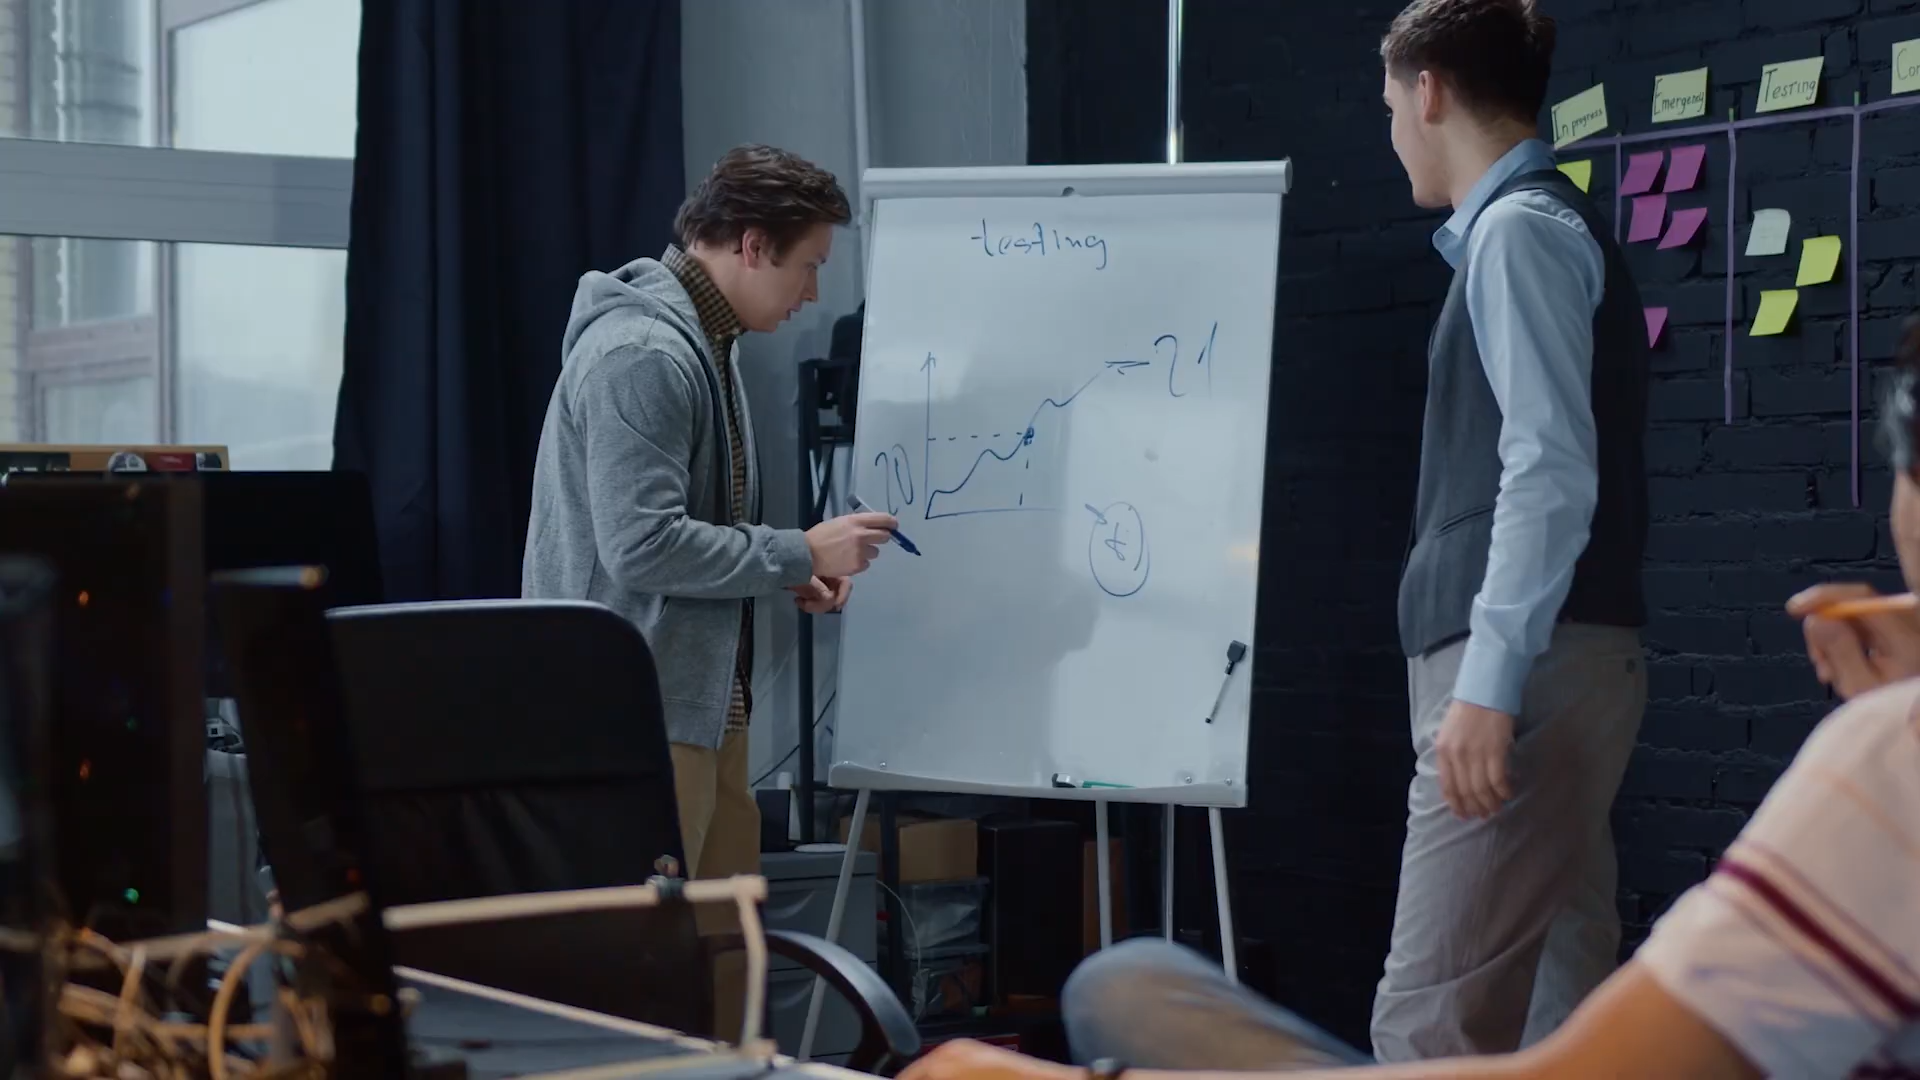 testing
21
20
In progress
Emergency
Testing